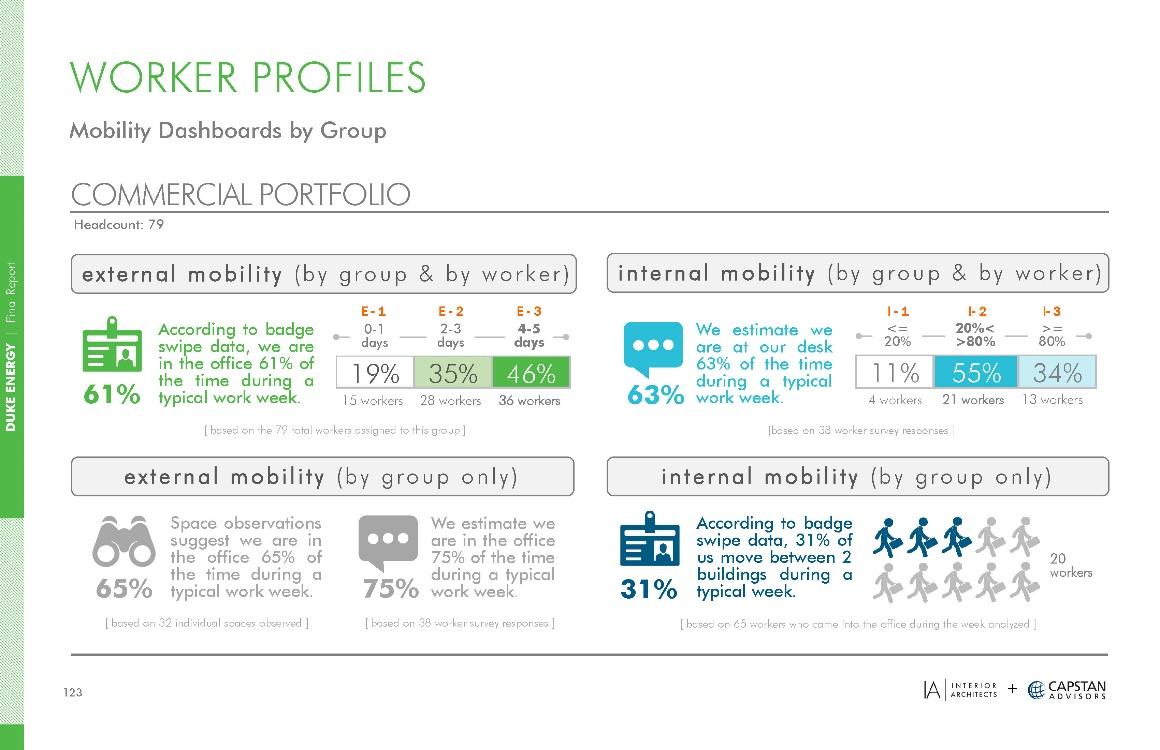 WORKER PROFILES
Mobility Dashboards by Group
COMMERCIAL PORTFOLIO
Headcount: 79
external mobility (by group & by worker)
61%
According to badge
swipe data, we are
in the office 61% of
the time during a
typical work week.
E-1 E-2 E-3
0-1 2-3 4-5
days days days
19% 35% 46%
15 workers 28 workers 36 workers
[ based on the 79 total workers assigned to this group ]
internal mobility (by group & by worker)
63%
We estimate we
are at our desk
63% of the time
during a typical
work week.
I-1 I-2 I-3
<= 20%< >=
20% >80% 80%
11% 55% 34%
4 workers 21 workers 13 workers
[based on 38 worker survey responses ]
external mobility (by group only)
65%
Space observations
suggest we are in
the office 65% of
the time during a
typical work week.
[ based on 32 individual spaces observed ]
75%
We estimate we
are in the office
75% of the time
during a typical
work week.
[ based on 38 worker survey responses ]
internal mobility (by group only)
31%
According to badge
swipe data, 31% of
us move between 2
buildings during a
typical week.
20
workers
[ based on 65 workers who came into the office during the week analyzed ]
DUKE ENERGY | Final Report
123
IA INTERIOR
ARCHITECTS
+
CAPSTAN
ADVISORS